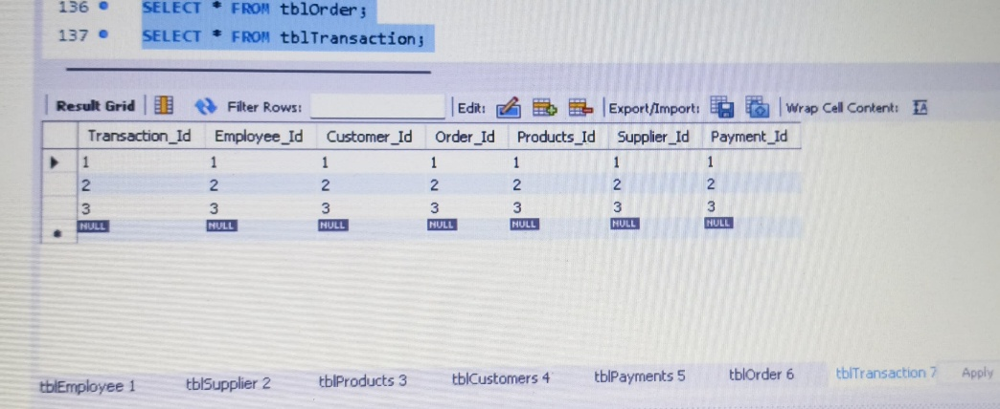 136 SELECT * FROM tblOrder;
137 SELECT * FROM tblTransaction;
Result Grid Filter Rows: Edit: Export/Import: Wrap Cell Content: IA
Transaction_Id Employee_Id Customer_Id Order_Id Products_Id Supplier_Id Payment_Id
1 1 1 1 1 1 1
2 2 2 2 2 2 2
3 3 3 3 3 3 3
NULL NULL NULL NULL NULL NULL NULL
tblEmployee 1 tblSupplier 2 tblProducts 3 tblCustomers 4 tblPayments 5 tblOrder 6 tblTransaction 7 Apply